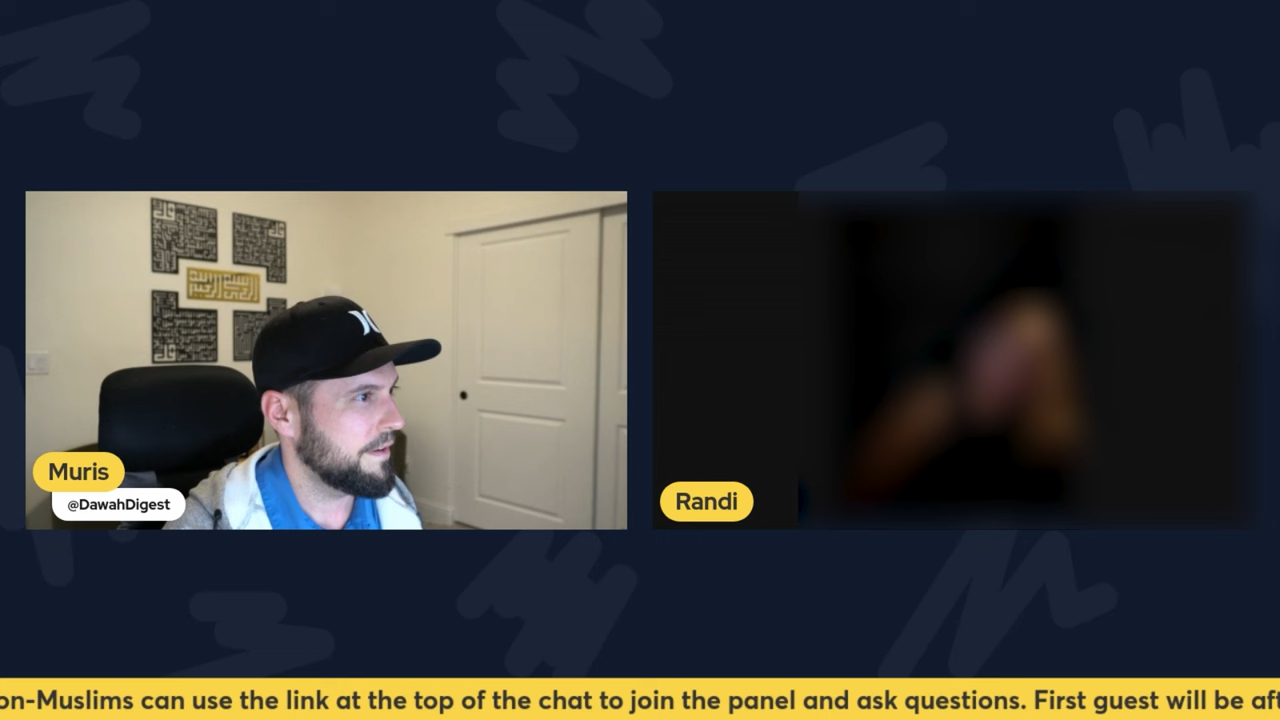 Muris
@DawahDigest
Randi
on-Muslims can use the link at the top of the chat to join the panel and ask questions. First guest will be aft